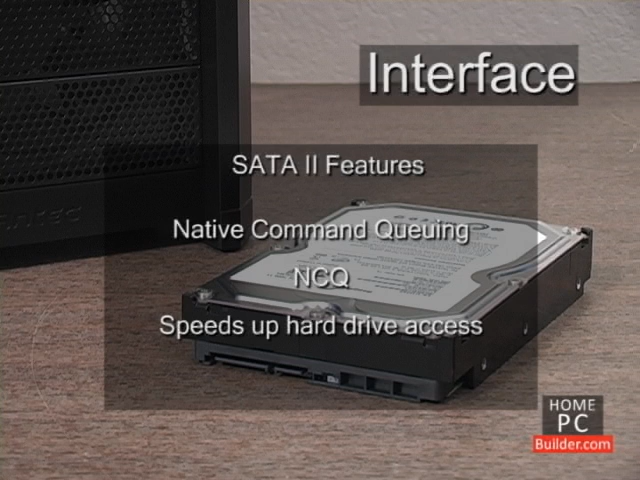 Interface
SATA II Features
Native Command Queuing
NCQ
Speeds up hard drive access
HOME
PC
Builder.com